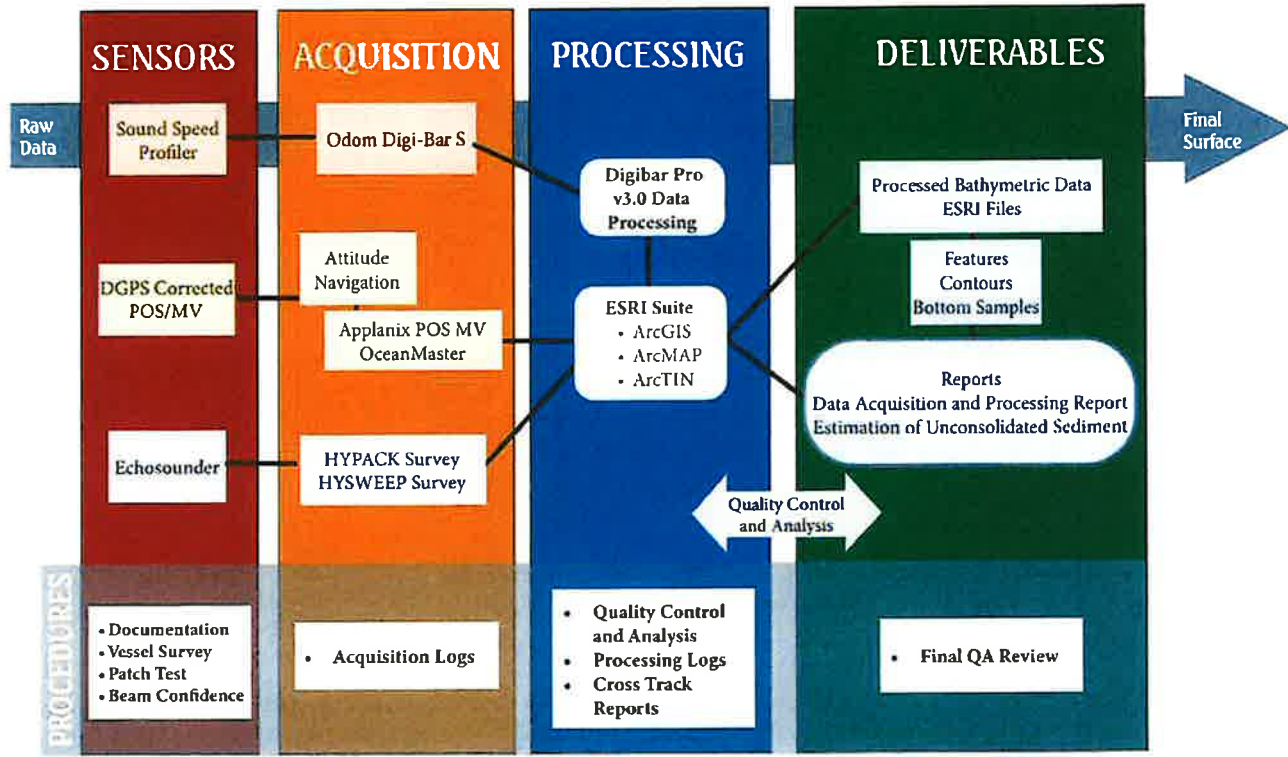 SENSORS
ACQUISITION
PROCESSING
DELIVERABLES
Raw
Data
Final
Surface
Sound Speed
Profiler
Odom Digi-Bar S
Digibar Pro
v3.0 Data
Processing
Processed Bathymetric Data
ESRI Files
DGPS Corrected
POS/MV
Attitude
Navigation
Applanix POS MV
OceanMaster
ESRI Suite
• ArcGIS
• ArcMAP
• ArcTIN
Features
Contours
Bottom Samples
Reports
Data Acquisition and Processing Report
Estimation of Unconsolidated Sediment
Echosounder
HYPACK Survey
HYSWEEP Survey
Quality Control
and Analysis
PROCEDURES
• Documentation
• Vessel Survey
• Patch Test
• Beam Confidence
• Acquisition Logs
• Quality Control
and Analysis
• Processing Logs
• Cross Track
Reports
• Final QA Review